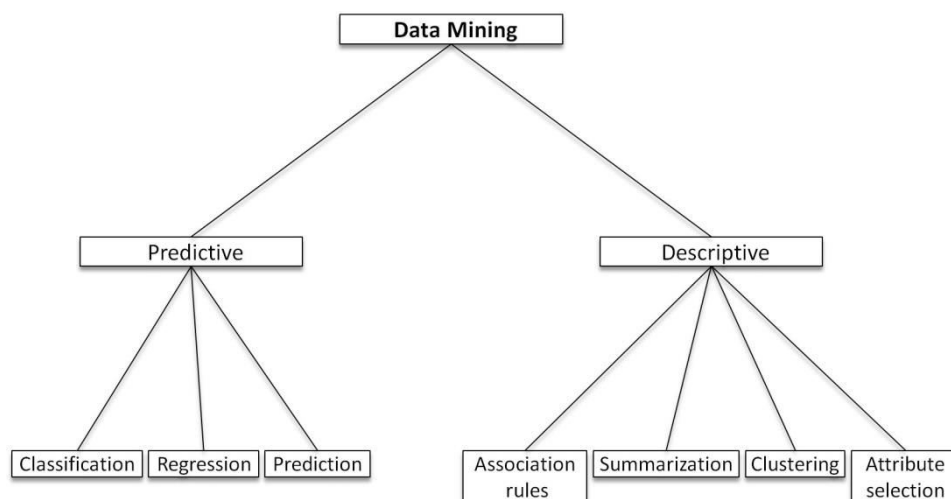 Data Mining
Predictive
Descriptive
Classification
Regression
Prediction
Association
rules
Summarization
Clustering
Attribute
selection